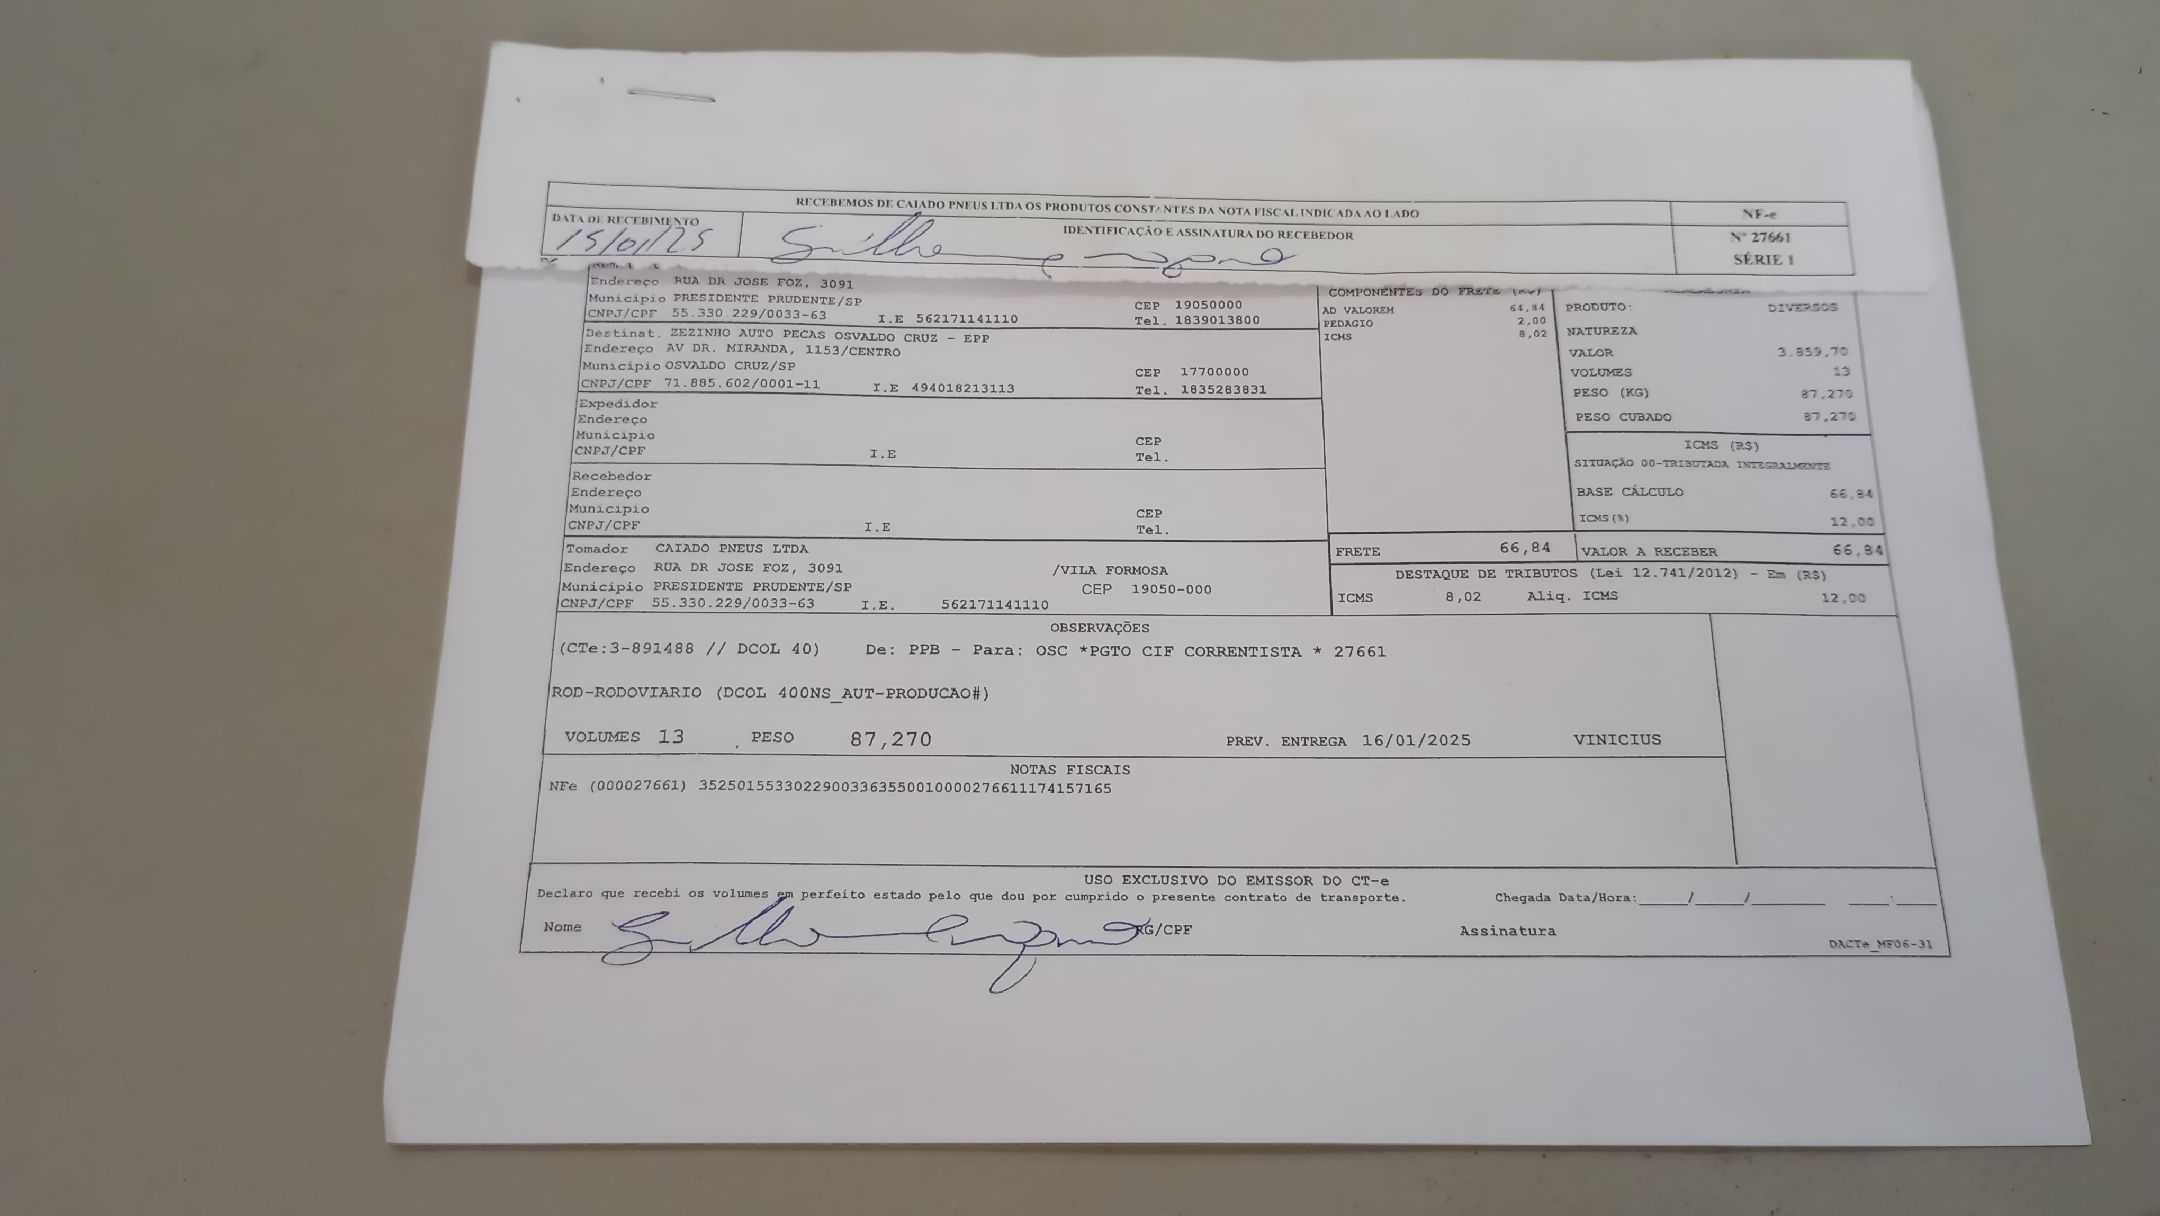 RECEBEMOS DE CAIADO PNEUS LTDA OS PRODUTOS CONSTANTES DA NOTA FISCAL INDICADA AO LADO
NF-e
DATA DE RECEBIMENTO
IDENTIFICAÇÃO E ASSINATURA DO RECEBEDOR
Nº 27661
15/01/25
Guilherme
SÉRIE 1
Endereço RUA DR JOSE FOZ, 3091
Município PRESIDENTE PRUDENTE/SP CEP 19050000
CNPJ/CPF 55.330.229/0033-63 I.E 562171141110 Tel. 1839013800
Destinat. ZEZINHO AUTO PECAS OSVALDO CRUZ - EPP
Endereço AV DR. MIRANDA, 1153/CENTRO
Município OSVALDO CRUZ/SP CEP 17700000
CNPJ/CPF 71.885.602/0001-11 I.E 494018213113 Tel. 1835283831
Expedidor
Endereço
Município CEP
CNPJ/CPF I.E Tel.
Recebedor
Endereço
Município CEP
CNPJ/CPF I.E Tel.
Tomador CAIADO PNEUS LTDA
Endereço RUA DR JOSE FOZ, 3091 /VILA FORMOSA
Município PRESIDENTE PRUDENTE/SP CEP 19050-000
CNPJ/CPF 55.330.229/0033-63 I.E. 562171141110
COMPONENTES DO FRETE
AD VALOREM 64,84
PEDAGIO 2,00
ICMS 8,02
PRODUTO: DIVERSOS
NATUREZA
VALOR 3.859,70
VOLUMES 13
PESO (KG) 87,270
PESO CUBADO 87,270
ICMS (R$)
SITUAÇÃO 00-TRIBUTADA INTEGRALMENTE
BASE CÁLCULO 66,84
ICMS(%) 12,00
FRETE 66,84 VALOR A RECEBER 66,84
DESTAQUE DE TRIBUTOS (Lei 12.741/2012) - Em (R$)
ICMS 8,02 Aliq. ICMS 12,00
OBSERVAÇÕES
(CTe:3-891488 // DCOL 40) De: PPB - Para: OSC *PGTO CIF CORRENTISTA * 27661
ROD-RODOVIARIO (DCOL 400NS_AUT-PRODUCAO#)
VOLUMES 13 PESO 87,270 PREV. ENTREGA 16/01/2025 VINICIUS
NOTAS FISCAIS
NFe (000027661) 35250155330229003363550010000276611174157165
USO EXCLUSIVO DO EMISSOR DO CT-e
Declaro que recebi os volumes em perfeito estado pelo que dou por cumprido o presente contrato de transporte. Chegada Data/Hora:_____/_____/_______ ____:____
Nome Guilherme RG/CPF Assinatura
DACTe_MF06-31